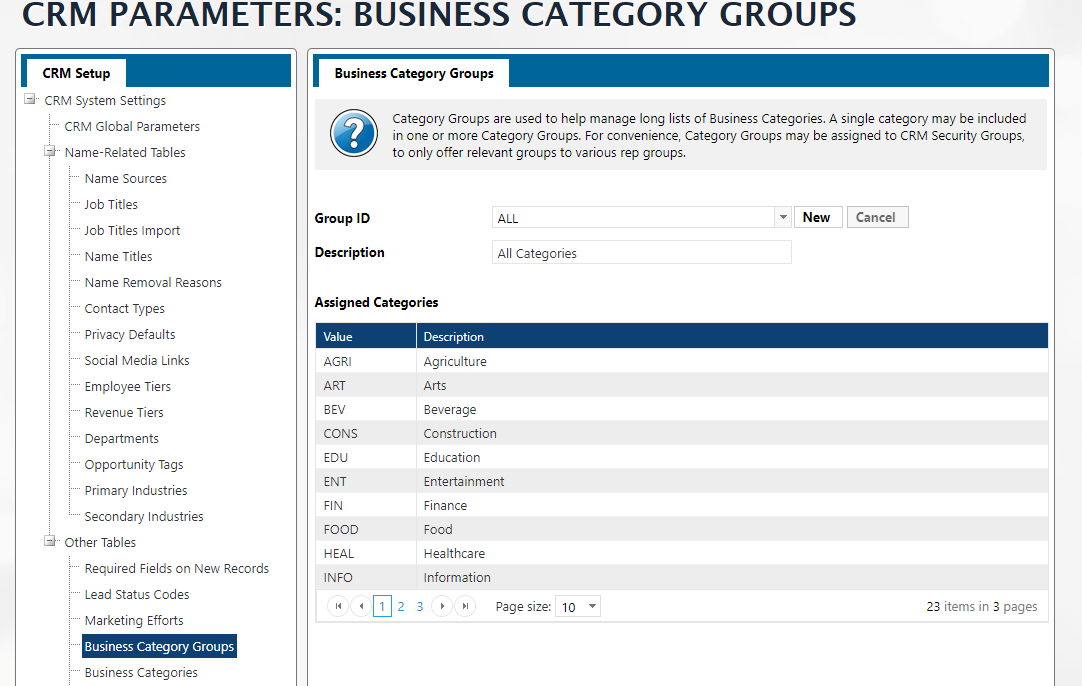 CRM PARAMETERS: BUSINESS CATEGORY GROUPS
CRM Setup
CRM System Settings
CRM Global Parameters
Name-Related Tables
Name Sources
Job Titles
Job Titles Import
Name Titles
Name Removal Reasons
Contact Types
Privacy Defaults
Social Media Links
Employee Tiers
Revenue Tiers
Departments
Opportunity Tags
Primary Industries
Secondary Industries
Other Tables
Required Fields on New Records
Lead Status Codes
Marketing Efforts
Business Category Groups
Business Categories
Business Category Groups
?
Category Groups are used to help manage long lists of Business Categories. A single category may be included
in one or more Category Groups. For convenience, Category Groups may be assigned to CRM Security Groups,
to only offer relevant groups to various rep groups.
Group ID ALL New Cancel
Description All Categories
Assigned Categories
Value Description
AGRI Agriculture
ART Arts
BEV Beverage
CONS Construction
EDU Education
ENT Entertainment
FIN Finance
FOOD Food
HEAL Healthcare
INFO Information
1 2 3 Page size: 10 23 items in 3 pages